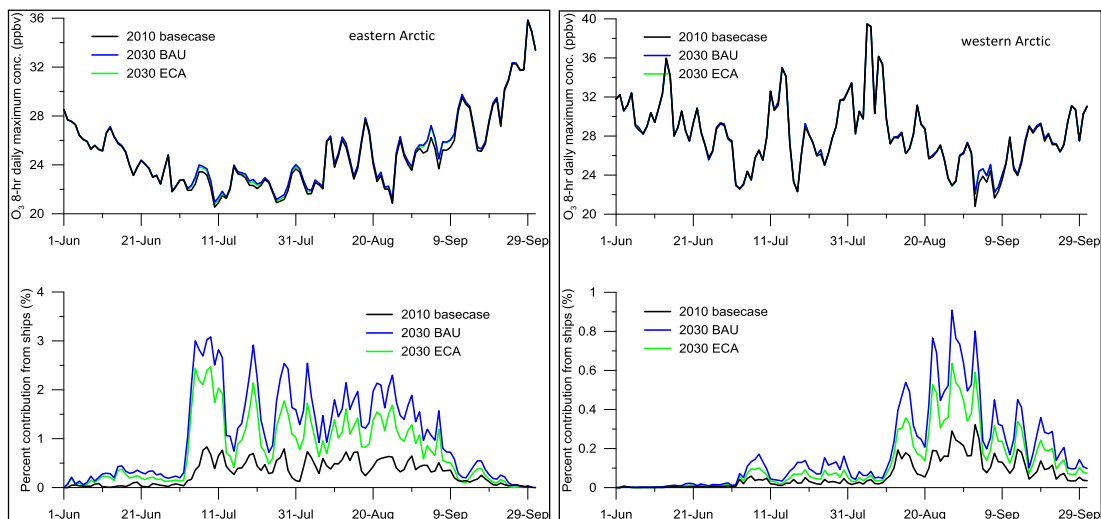 O3 8-hr daily maximum conc. (ppbv)
36
32
28
24
20
2010 basecase
2030 BAU
2030 ECA
eastern Arctic
1-Jun 21-Jun 11-Jul 31-Jul 20-Aug 9-Sep 29-Sep
O3 8-hr daily maximum conc. (ppbv)
40
36
32
28
24
20
2010 basecase
2030 BAU
2030 ECA
western Arctic
1-Jun 21-Jun 11-Jul 31-Jul 20-Aug 9-Sep 29-Sep
Percent contribution from ships (%)
4
3
2
1
0
2010 basecase
2030 BAU
2030 ECA
1-Jun 21-Jun 11-Jul 31-Jul 20-Aug 9-Sep 29-Sep
Percent contribution from ships (%)
1
0.8
0.6
0.4
0.2
0
2010 basecase
2030 BAU
2030 ECA
1-Jun 21-Jun 11-Jul 31-Jul 20-Aug 9-Sep 29-Sep